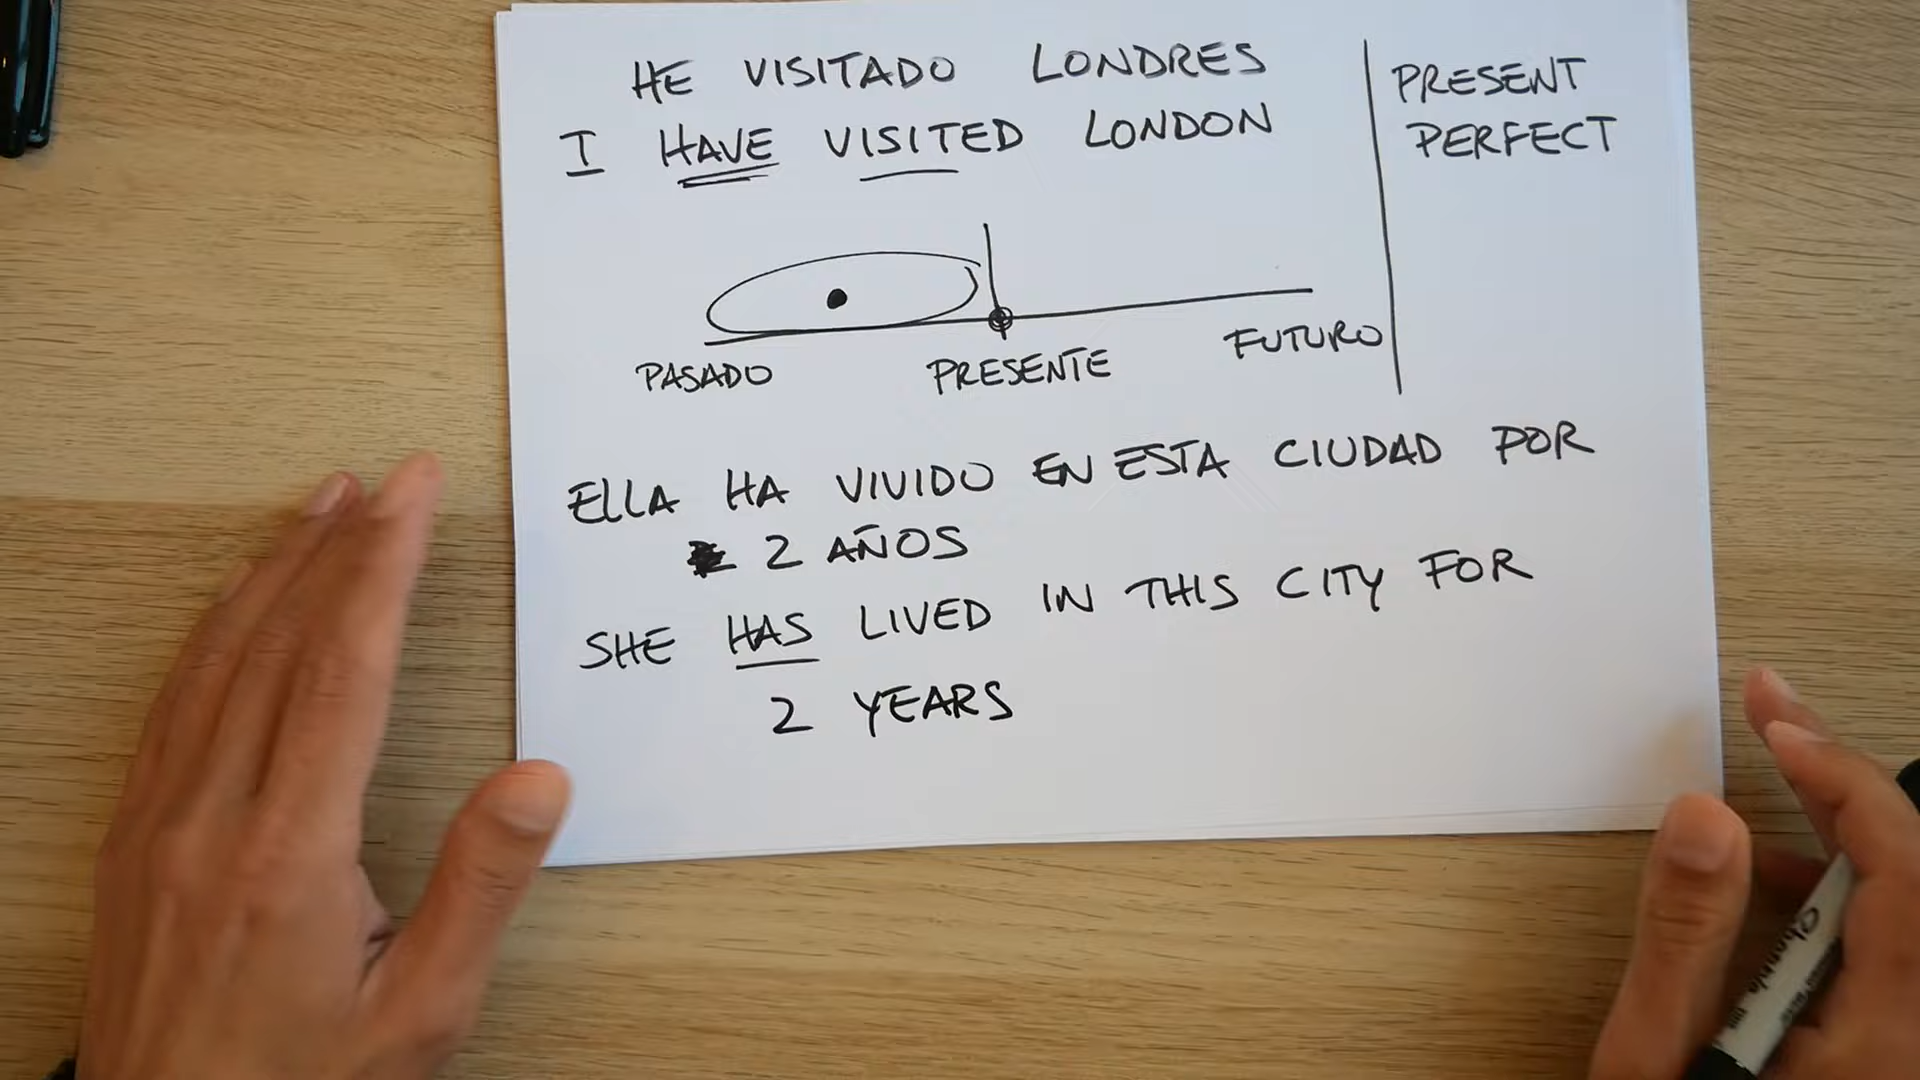 HE VISITADO LONDRES
I HAVE VISITED LONDON
PRESENT
PERFECT
PASADO PRESENTE FUTURO
ELLA HA VIVIDO EN ESTA CIUDAD POR
2 AÑOS
SHE HAS LIVED IN THIS CITY FOR
2 YEARS